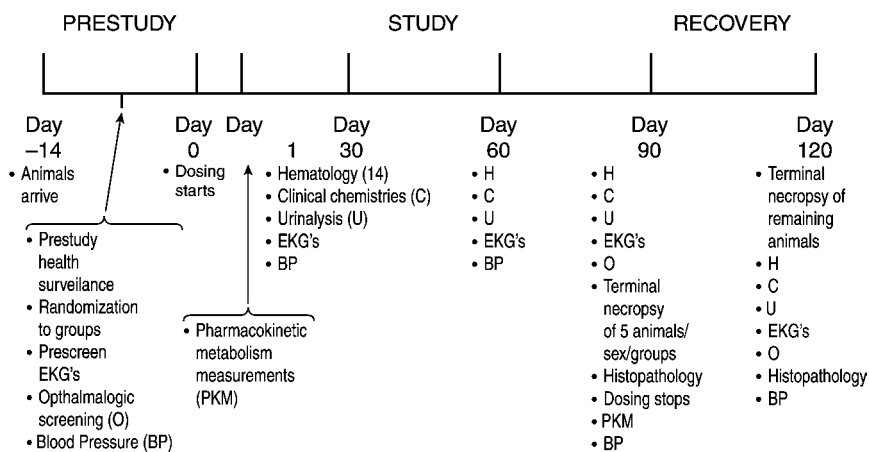 PRESTUDY STUDY RECOVERY
Day Day Day Day Day Day Day
–14 0 1 30 60 90 120
• Animals
arrive
• Prestudy
health
surveilance
• Randomization
to groups
• Prescreen
EKG's
• Opthalmalogic
screening (O)
• Blood Pressure (BP)
• Dosing
starts
• Pharmacokinetic
metabolism
measurements
(PKM)
• Hematology (14)
• Clinical chemistries (C)
• Urinalysis (U)
• EKG's
• BP
• H
• C
• U
• EKG's
• BP
• H
• C
• U
• EKG's
• O
• Terminal
necropsy
of 5 animals/
sex/groups
• Histopathology
• Dosing stops
• PKM
• BP
• Terminal
necropsy of
remaining
animals
• H
• C
• U
• EKG's
• O
• Histopathology
• BP